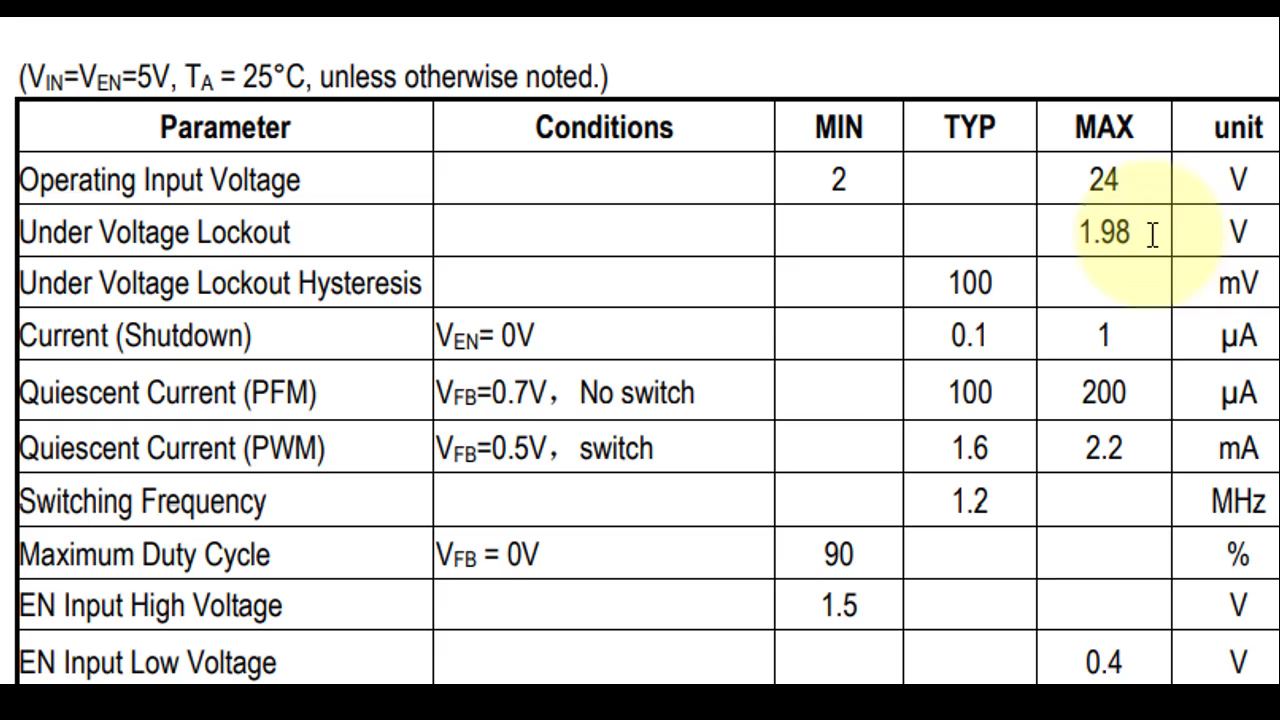 (VIN=VEN=5V, TA = 25°C, unless otherwise noted.)
Parameter Conditions MIN TYP MAX unit
Operating Input Voltage 2 24 V
Under Voltage Lockout 1.98 V
Under Voltage Lockout Hysteresis 100 mV
Current (Shutdown) VEN= 0V 0.1 1 µA
Quiescent Current (PFM) VFB=0.7V， No switch 100 200 µA
Quiescent Current (PWM) VFB=0.5V， switch 1.6 2.2 mA
Switching Frequency 1.2 MHz
Maximum Duty Cycle VFB = 0V 90 %
EN Input High Voltage 1.5 V
EN Input Low Voltage 0.4 V